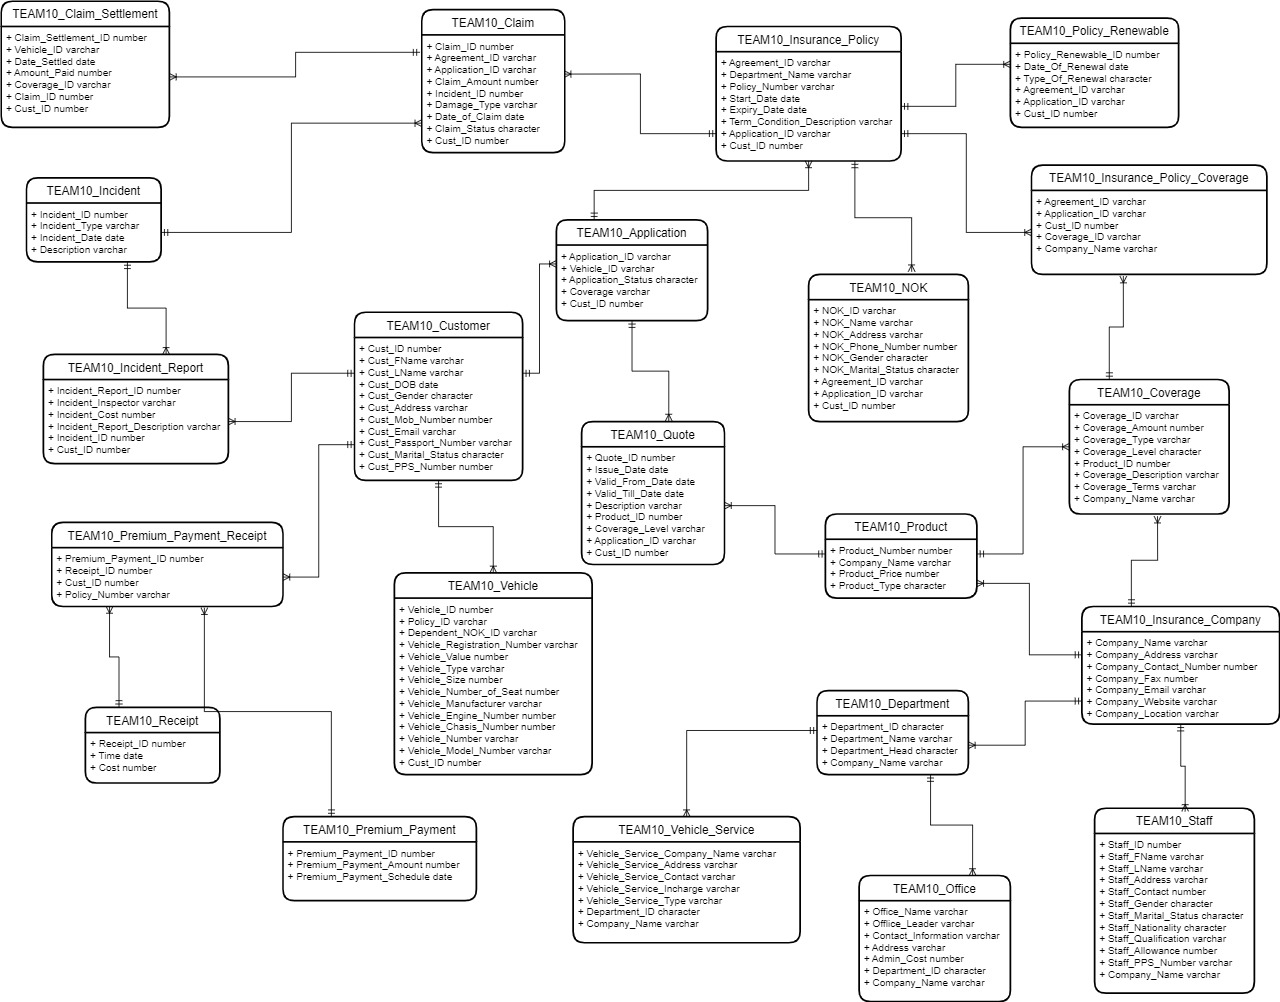 TEAM10_Claim_Settlement
+ Claim_Settlement_ID number
+ Vehicle_ID varchar
+ Date_Settled date
+ Amount_Paid number
+ Coverage_ID varchar
+ Claim_ID number
+ Cust_ID number
TEAM10_Claim
+ Claim_ID number
+ Agreement_ID varchar
+ Application_ID varchar
+ Claim_Amount number
+ Incident_ID number
+ Damage_Type varchar
+ Date_of_Claim date
+ Claim_Status character
+ Cust_ID number
TEAM10_Insurance_Policy
+ Agreement_ID varchar
+ Department_Name varchar
+ Policy_Number varchar
+ Start_Date date
+ Expiry_Date date
+ Term_Condition_Description varchar
+ Application_ID varchar
+ Cust_ID number
TEAM10_Policy_Renewable
+ Policy_Renewable_ID number
+ Date_Of_Renewal date
+ Type_Of_Renewal character
+ Agreement_ID varchar
+ Application_ID varchar
+ Cust_ID number
TEAM10_Incident
+ Incident_ID number
+ Incident_Type varchar
+ Incident_Date date
+ Description varchar
TEAM10_Application
+ Application_ID varchar
+ Vehicle_ID varchar
+ Application_Status character
+ Coverage varchar
+ Cust_ID number
TEAM10_Insurance_Policy_Coverage
+ Agreement_ID varchar
+ Application_ID varchar
+ Cust_ID number
+ Coverage_ID varchar
+ Company_Name varchar
TEAM10_NOK
+ NOK_ID varchar
+ NOK_Name varchar
+ NOK_Address varchar
+ NOK_Phone_Number number
+ NOK_Gender character
+ NOK_Marital_Status character
+ Agreement_ID varchar
+ Application_ID varchar
+ Cust_ID number
TEAM10_Incident_Report
+ Incident_Report_ID number
+ Incident_Inspector varchar
+ Incident_Cost number
+ Incident_Report_Description varchar
+ Incident_ID number
+ Cust_ID number
TEAM10_Customer
+ Cust_ID number
+ Cust_FName varchar
+ Cust_LName varchar
+ Cust_DOB date
+ Cust_Gender character
+ Cust_Address varchar
+ Cust_Mob_Number number
+ Cust_Email varchar
+ Cust_Passport_Number varchar
+ Cust_Marital_Status character
+ Cust_PPS_Number number
TEAM10_Quote
+ Quote_ID number
+ Issue_Date date
+ Valid_From_Date date
+ Valid_Till_Date date
+ Description varchar
+ Product_ID number
+ Coverage_Level varchar
+ Application_ID varchar
+ Cust_ID number
TEAM10_Coverage
+ Coverage_ID varchar
+ Coverage_Amount number
+ Coverage_Type varchar
+ Coverage_Level character
+ Product_ID number
+ Coverage_Description varchar
+ Coverage_Terms varchar
+ Company_Name varchar
TEAM10_Premium_Payment_Receipt
+ Premium_Payment_ID number
+ Receipt_ID number
+ Cust_ID number
+ Policy_Number varchar
TEAM10_Product
+ Product_Number number
+ Company_Name varchar
+ Product_Price number
+ Product_Type character
TEAM10_Vehicle
+ Vehicle_ID number
+ Policy_ID varchar
+ Dependent_NOK_ID varchar
+ Vehicle_Registration_Number varchar
+ Vehicle_Value number
+ Vehicle_Type varchar
+ Vehicle_Size number
+ Vehicle_Number_of_Seat number
+ Vehicle_Manufacturer varchar
+ Vehicle_Engine_Number number
+ Vehicle_Chasis_Number number
+ Vehicle_Number varchar
+ Vehicle_Model_Number varchar
+ Cust_ID number
TEAM10_Insurance_Company
+ Company_Name varchar
+ Company_Address varchar
+ Company_Contact_Number number
+ Company_Fax number
+ Company_Email varchar
+ Company_Website varchar
+ Company_Location varchar
TEAM10_Receipt
+ Receipt_ID number
+ Time date
+ Cost number
TEAM10_Department
+ Department_ID character
+ Department_Name varchar
+ Department_Head character
+ Company_Name varchar
TEAM10_Premium_Payment
+ Premium_Payment_ID number
+ Premium_Payment_Amount number
+ Premium_Payment_Schedule date
TEAM10_Vehicle_Service
+ Vehicle_Service_Company_Name varchar
+ Vehicle_Service_Address varchar
+ Vehicle_Service_Contact varchar
+ Vehicle_Service_Incharge varchar
+ Vehicle_Service_Type varchar
+ Department_ID character
+ Company_Name varchar
TEAM10_Office
+ Office_Name varchar
+ Offiice_Leader varchar
+ Contact_Information varchar
+ Address varchar
+ Admin_Cost number
+ Department_ID character
+ Company_Name varchar
TEAM10_Staff
+ Staff_ID number
+ Staff_FName varchar
+ Staff_LName varchar
+ Staff_Address varchar
+ Staff_Contact number
+ Staff_Gender character
+ Staff_Marital_Status character
+ Staff_Nationality character
+ Staff_Qualification varchar
+ Staff_Allowance number
+ Staff_PPS_Number varchar
+ Company_Name varchar